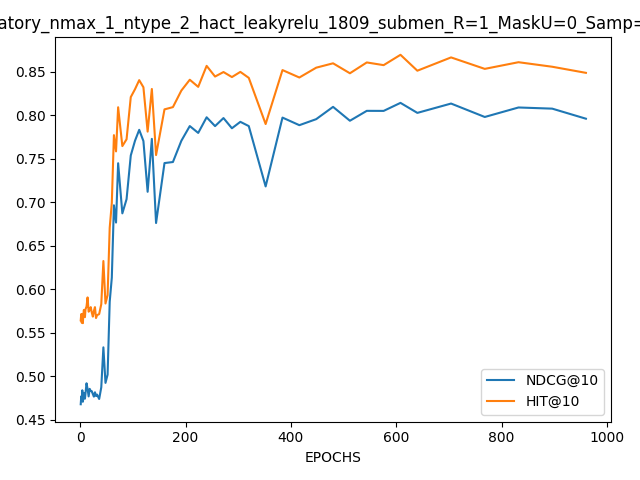 atory_nmax_1_ntype_2_hact_leakyrelu_1809_submen_R=1_MaskU=0_Samp=
0.85
0.80
0.75
0.70
0.65
0.60
0.55
0.50
0.45
NDCG@10
HIT@10
0 200 400 600 800 1000
EPOCHS